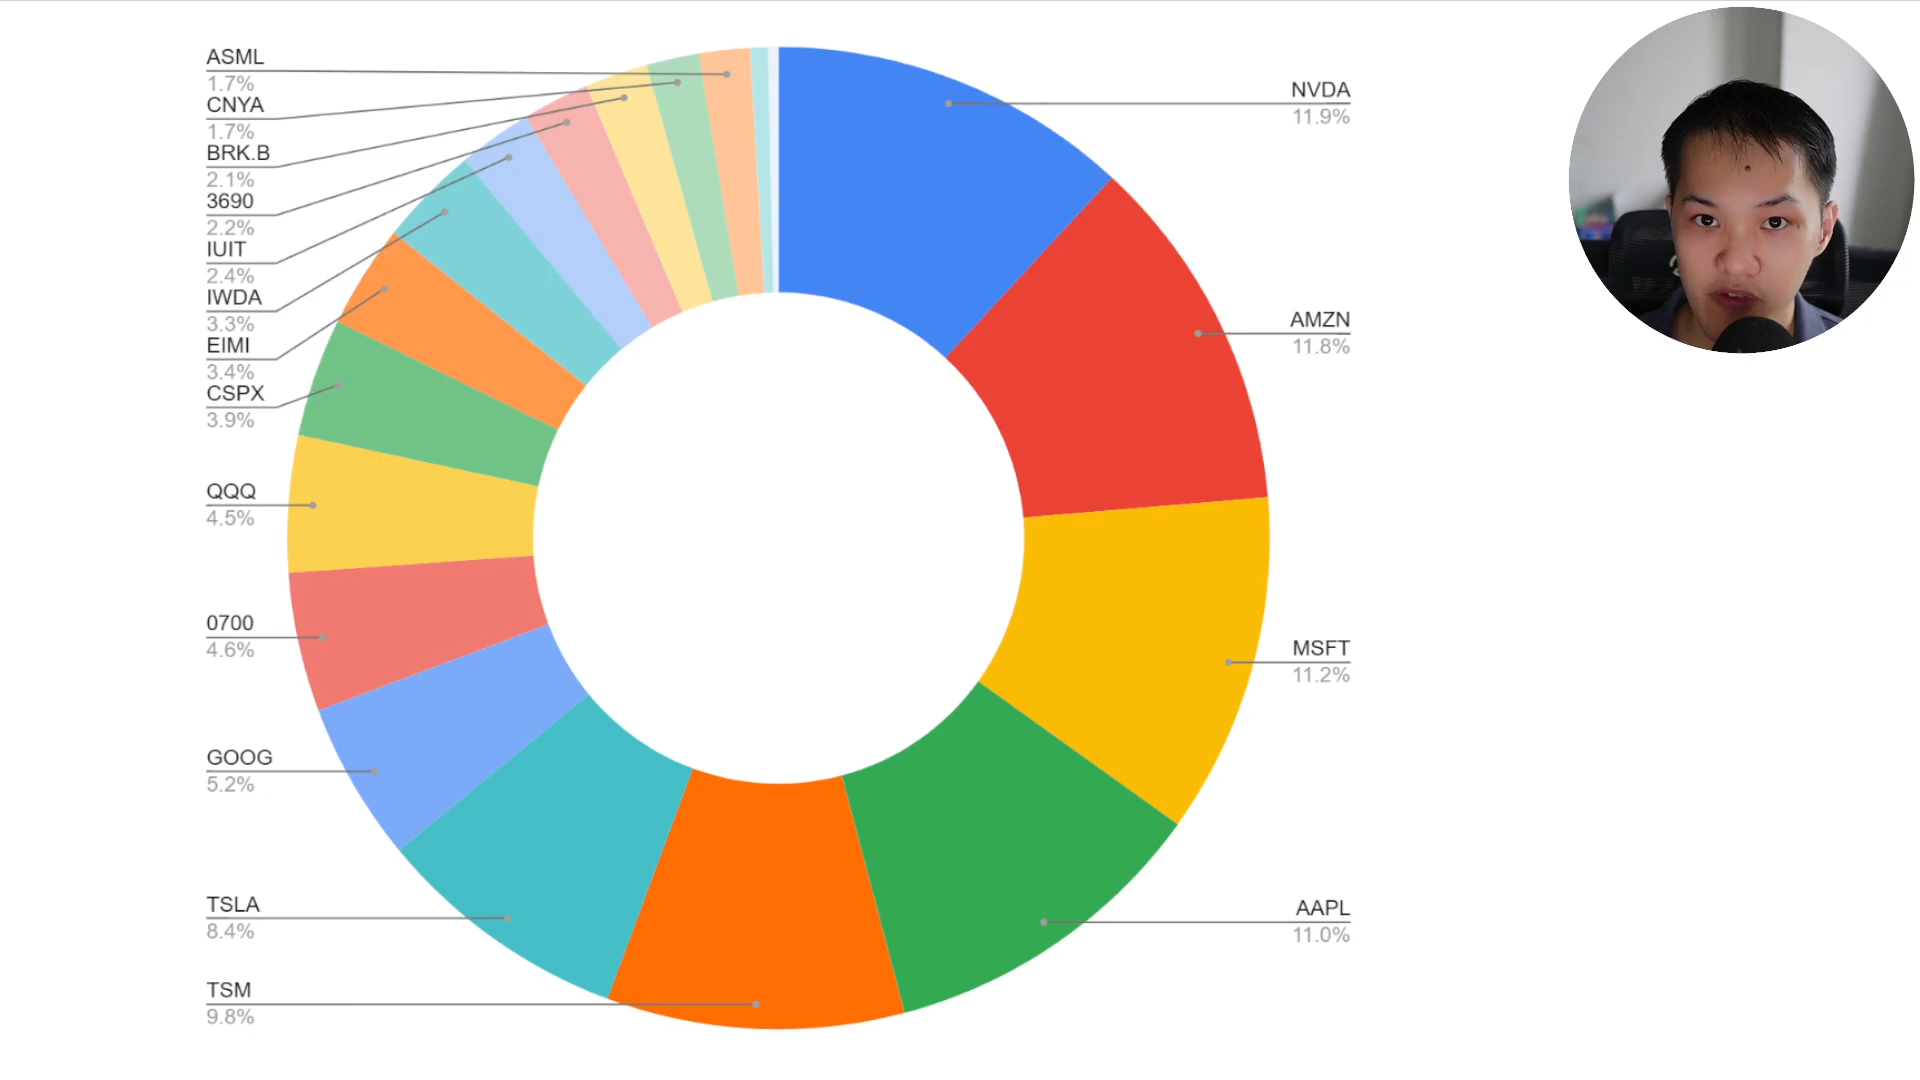 ASML
1.7%
CNYA
1.7%
BRK.B
2.1%
3690
2.2%
IUIT
2.4%
IWDA
3.3%
EIMI
3.4%
CSPX
3.9%
QQQ
4.5%
0700
4.6%
GOOG
5.2%
TSLA
8.4%
TSM
9.8%
NVDA
11.9%
AMZN
11.8%
MSFT
11.2%
AAPL
11.0%